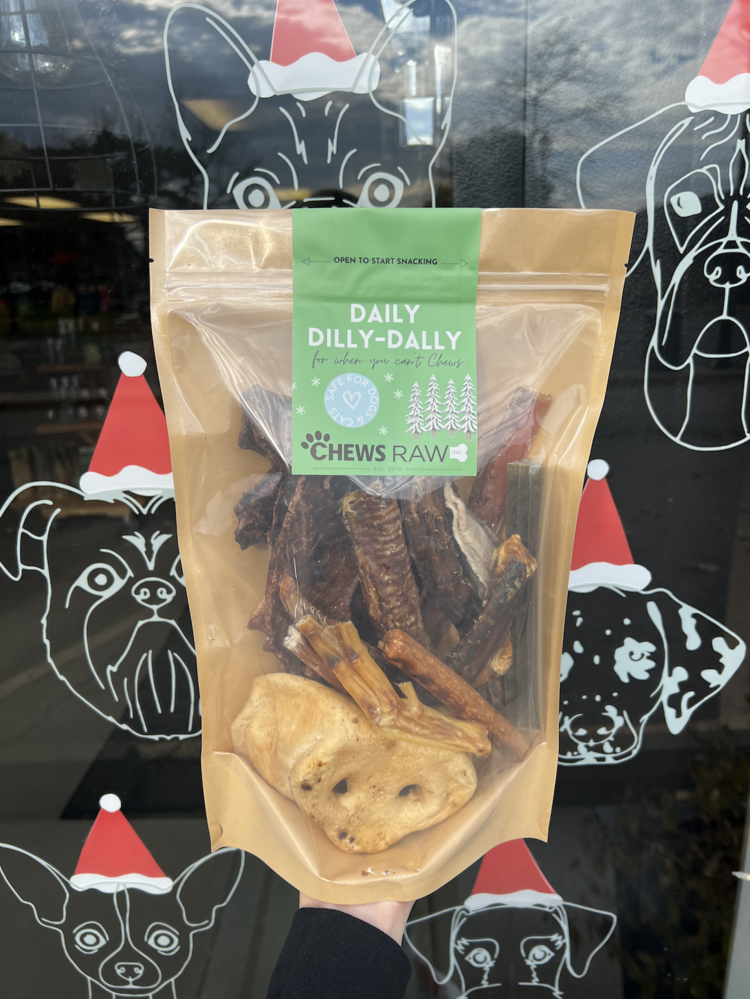 OPEN TO START SNACKING
DAILY
DILLY-DALLY
for when you can't Chews...
SAFE FOR DOGS & CATS
CHEWS RAW